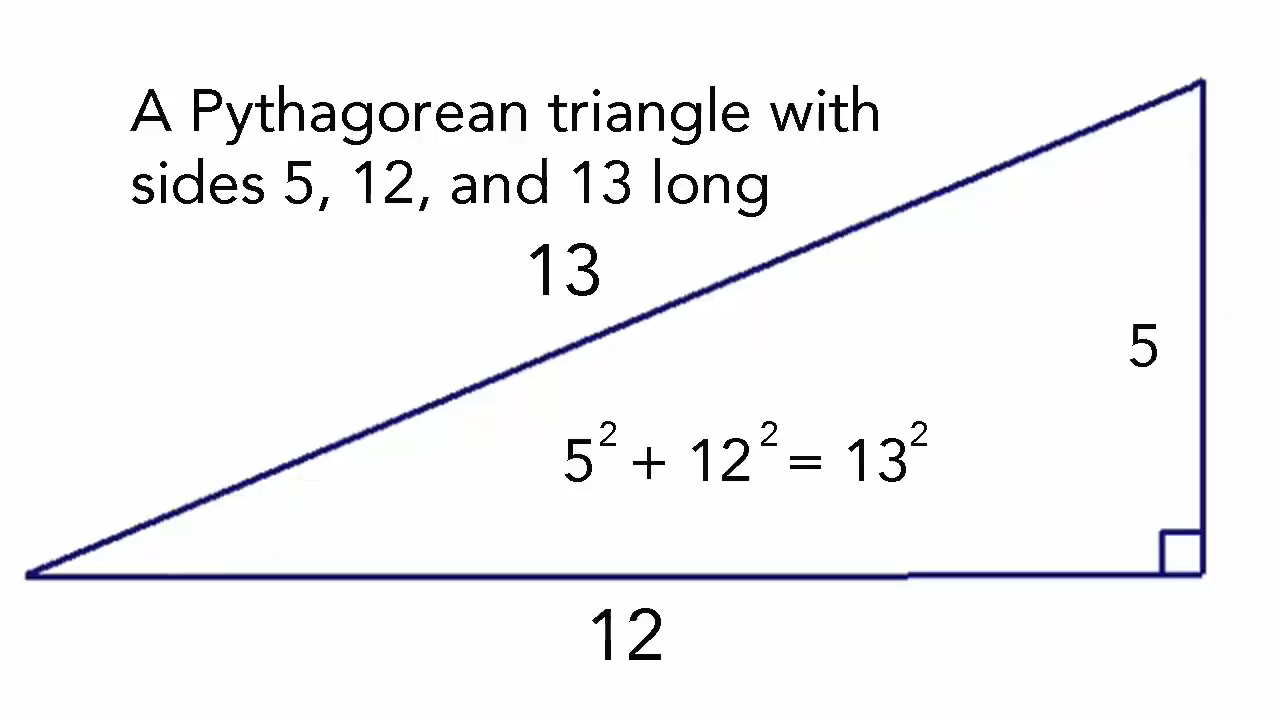 A Pythagorean triangle with
sides 5, 12, and 13 long
13
5
5² + 12² = 13²
12